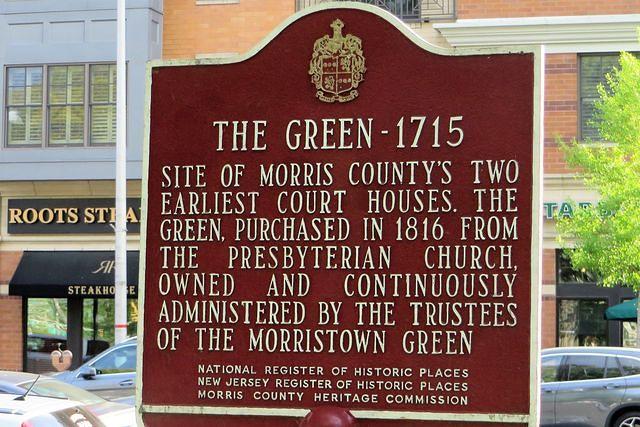 THE GREEN - 1715
SITE OF MORRIS COUNTY'S TWO
EARLIEST COURT HOUSES. THE
GREEN, PURCHASED IN 1816 FROM
THE PRESBYTERIAN CHURCH,
OWNED AND CONTINUOUSLY
ADMINISTERED BY THE TRUSTEES
OF THE MORRISTOWN GREEN
NATIONAL REGISTER OF HISTORIC PLACES
NEW JERSEY REGISTER OF HISTORIC PLACES
MORRIS COUNTY HERITAGE COMMISSION
ROOTS
STEAKHOUSE